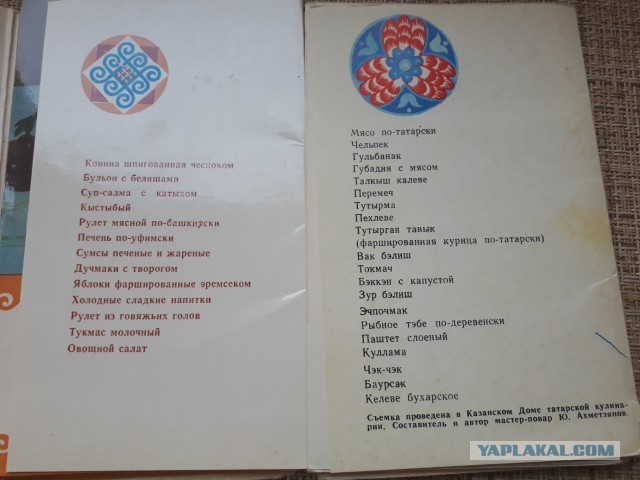 Конина шпигованная чесноком
Бульон с беляшами
Суп-салма с катыком
Кыстыбый
Рулет мясной по-башкирски
Печень по-уфимски
Сумсы печеные и жареные
Дучмаки с творогом
Яблоки фаршированные эремсеком
Холодные сладкие напитки
Рулет из говяжьих голов
Тукмас молочный
Овощной салат
Мясо по-татарски
Чельпек
Гульбанак
Губадия с мясом
Талкыш калеве
Перемеч
Тутырма
Пехлеве
Тутырган тавык
(фаршированная курица по-татарски)
Вак бэлиш
Токмач
Бэккэн с капустой
Зур бэлиш
Эчпочмак
Рыбное тэбе по-деревенски
Паштет слоеный
Куллама
Чэк-чэк
Баурсак
Келеве бухарское
Съемка проведена в Казанском Доме татарской кулина-
рии. Составитель и автор мастер-повар Ю. Ахметзянов.
YAPLAKAL.COM